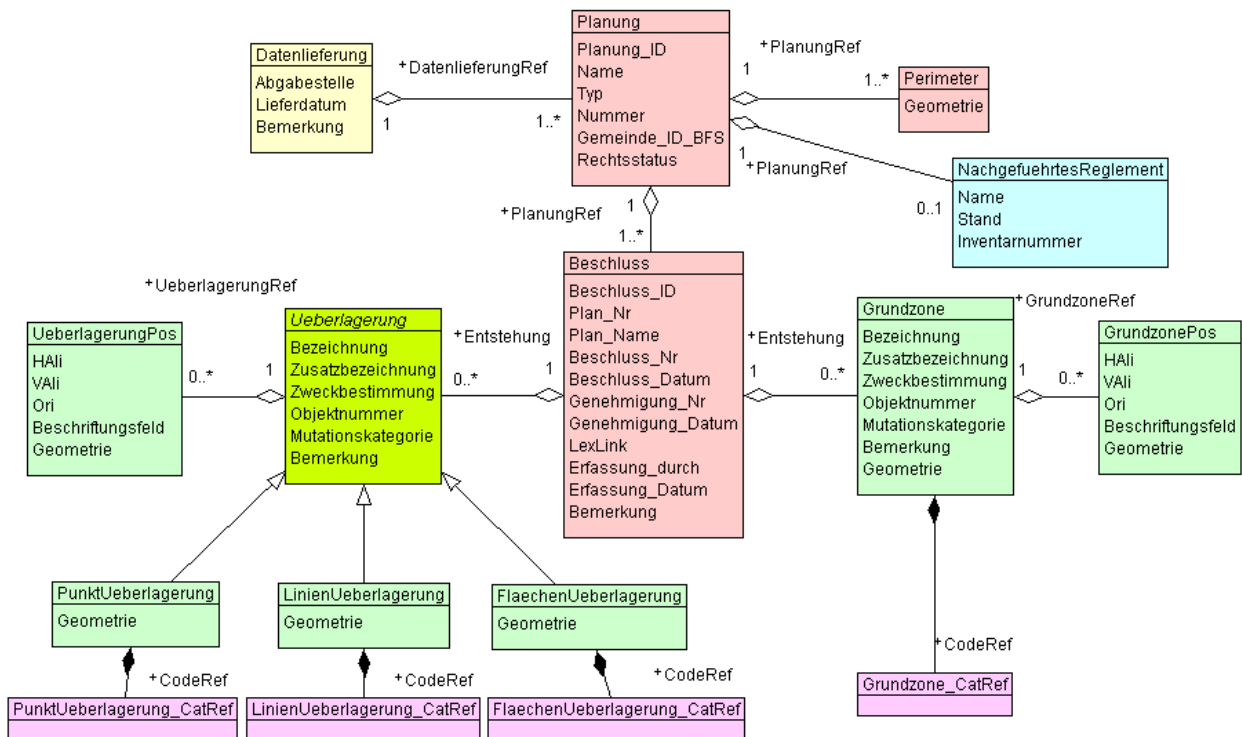 Planung
Planung_ID
Name
Typ
Nummer
Gemeinde_ID_BFS
Rechtsstatus
Datenlieferung
Abgabestelle
Lieferdatum
Bemerkung
+DatenlieferungRef
1
1..*
+PlanungRef
1
1..*
Perimeter
Geometrie
1
+PlanungRef
0..1
NachgefuehrtesReglement
Name
Stand
Inventarnummer
+PlanungRef
1
1..*
Beschluss
Beschluss_ID
Plan_Nr
Plan_Name
Beschluss_Nr
Beschluss_Datum
Genehmigung_Nr
Genehmigung_Datum
LexLink
Erfassung_durch
Erfassung_Datum
Bemerkung
+UeberlagerungRef
UeberlagerungPos
HAli
VAli
Ori
Beschriftungsfeld
Geometrie
0..*
1
Ueberlagerung
Bezeichnung
Zusatzbezeichnung
Zweckbestimmung
Objektnummer
Mutationskategorie
Bemerkung
+Entstehung
0..*
1
+Entstehung
1
0..*
Grundzone
Bezeichnung
Zusatzbezeichnung
Zweckbestimmung
Objektnummer
Mutationskategorie
Bemerkung
Geometrie
+GrundzoneRef
1
0..*
GrundzonePos
HAli
VAli
Ori
Beschriftungsfeld
Geometrie
PunktUeberlagerung
Geometrie
LinienUeberlagerung
Geometrie
FlaechenUeberlagerung
Geometrie
+CodeRef
+CodeRef
+CodeRef
+CodeRef
PunktUeberlagerung_CatRef
LinienUeberlagerung_CatRef
FlaechenUeberlagerung_CatRef
Grundzone_CatRef